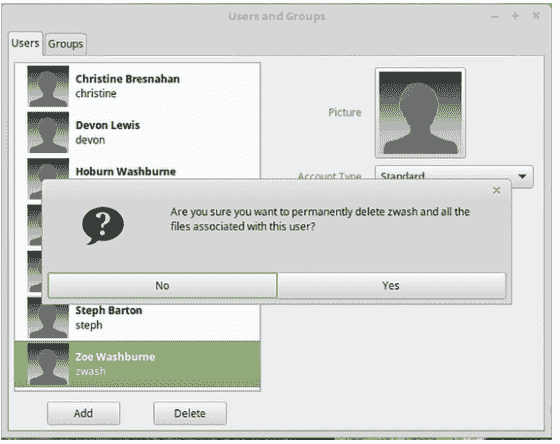 Users and Groups
Users Groups
Christine Bresnahan
christine
Devon Lewis
devon
Hoburn Washburne
Picture
Account Type Standard
Are you sure you want to permanently delete zwash and all the
files associated with this user?
No Yes
Steph Barton
steph
Zoe Washburne
zwash
Add Delete